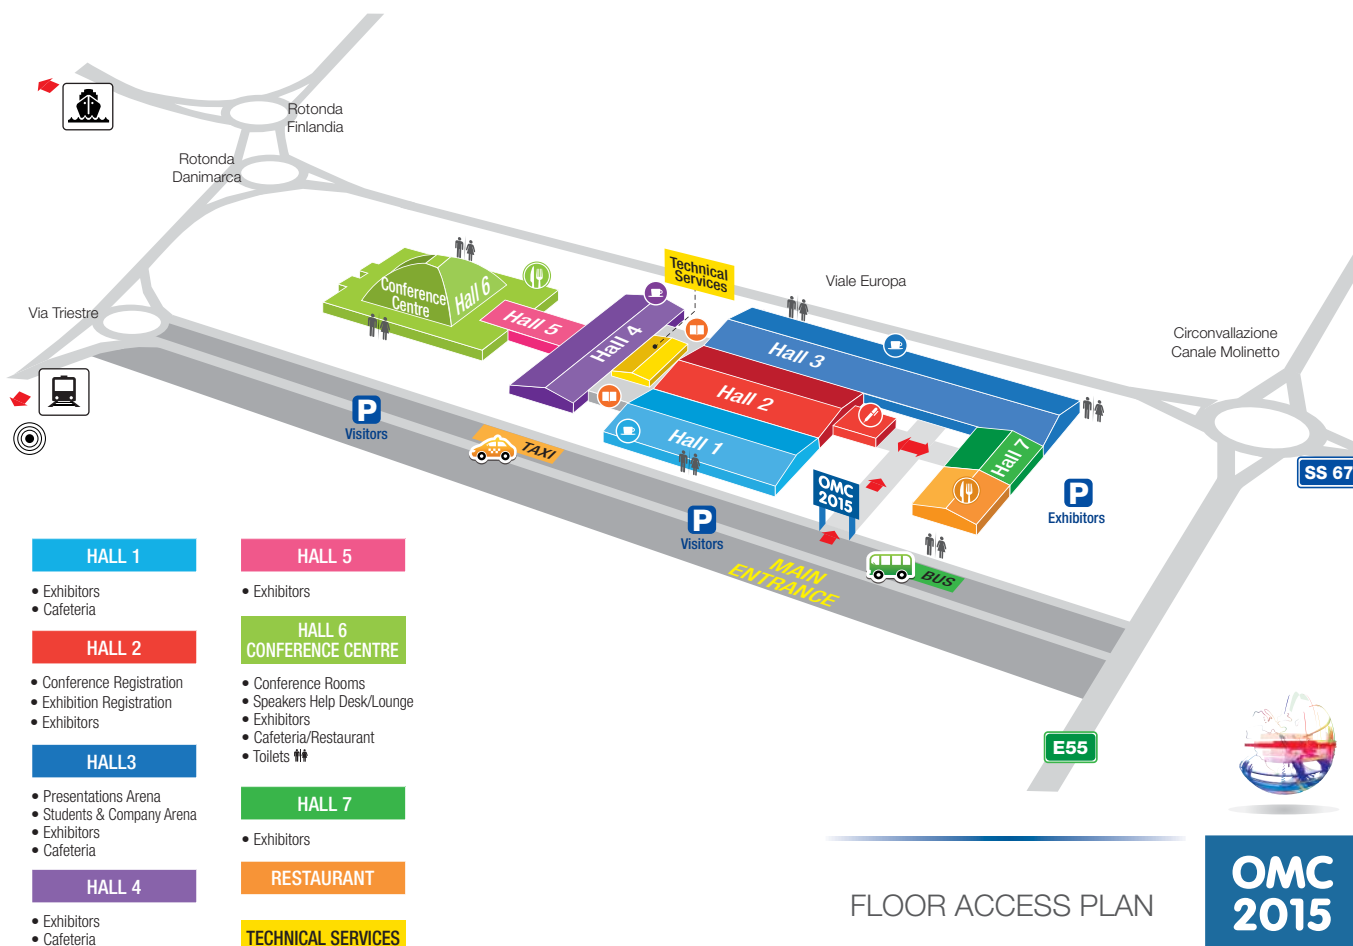 Rotonda
Finlandia
Rotonda
Danimarca
Via Trieste
Viale Europa
Circonvallazione
Canale Molinetto
Technical
Services
Conference
Centre
Hall 6
Hall 5
Hall 4
Hall 3
Hall 2
Hall 1
Hall 7
P
Visitors
TAXI
P
Visitors
OMC
2015
P
Exhibitors
SS 67
MAIN
ENTRANCE
BUS
E55
HALL 1
• Exhibitors
• Cafeteria
HALL 2
• Conference Registration
• Exhibition Registration
• Exhibitors
HALL3
• Presentations Arena
• Students & Company Arena
• Exhibitors
• Cafeteria
HALL 4
• Exhibitors
• Cafeteria
HALL 5
• Exhibitors
HALL 6
CONFERENCE CENTRE
• Conference Rooms
• Speakers Help Desk/Lounge
• Exhibitors
• Cafeteria/Restaurant
• Toilets
HALL 7
• Exhibitors
RESTAURANT
TECHNICAL SERVICES
FLOOR ACCESS PLAN
OMC
2015